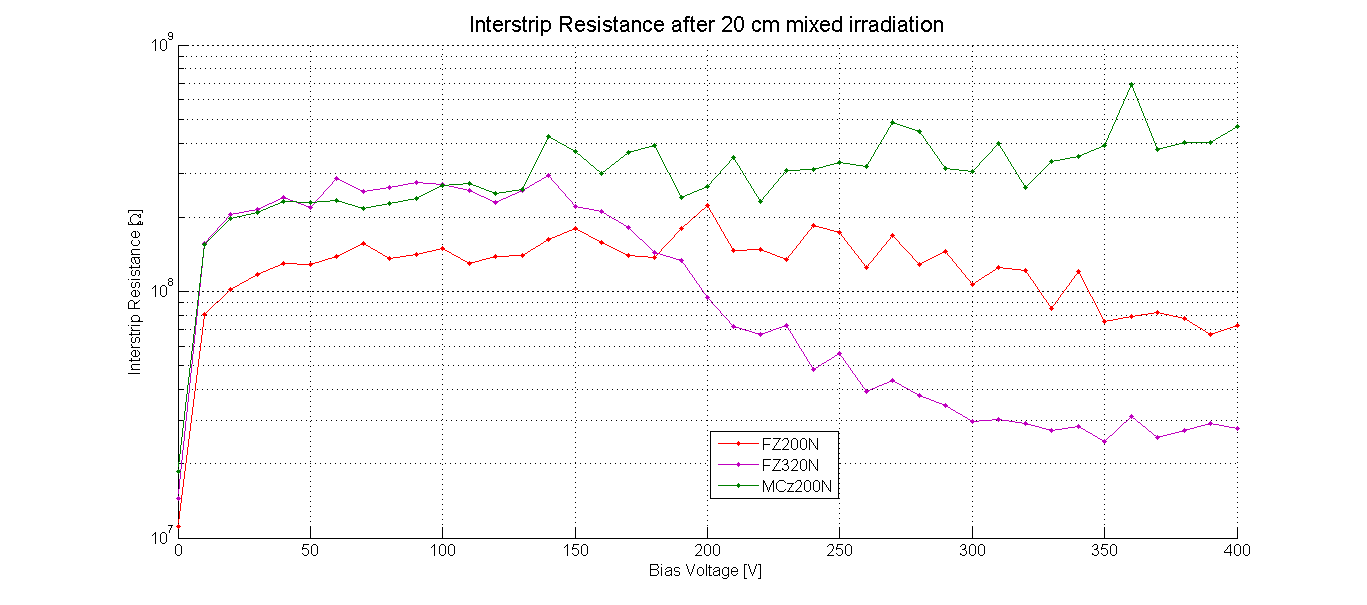 Interstrip Resistance after 20 cm mixed irradiation
10^9
10^8
10^7
Interstrip Resistance [Ω]
FZ200N
FZ320N
MCz200N
0 50 100 150 200 250 300 350 400
Bias Voltage [V]